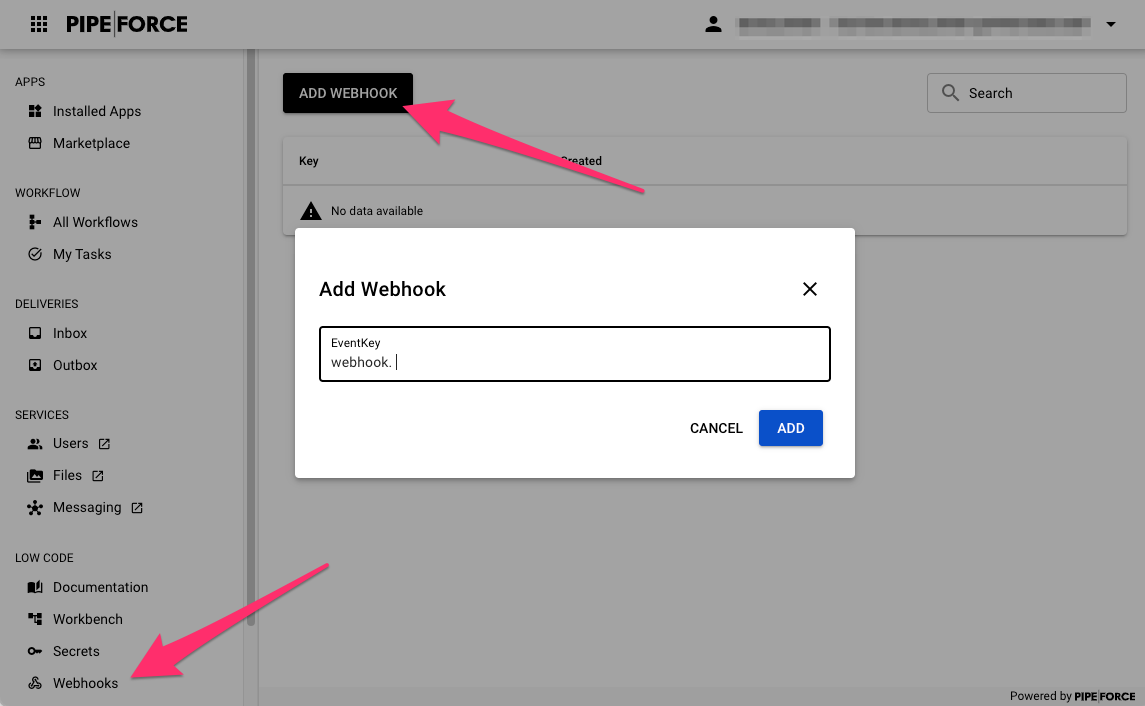 PIPE|FORCE
APPS
Installed Apps
Marketplace
WORKFLOW
All Workflows
My Tasks
DELIVERIES
Inbox
Outbox
SERVICES
Users
Files
Messaging
LOW CODE
Documentation
Workbench
Secrets
Webhooks
ADD WEBHOOK
Search
Key Created
No data available
Add Webhook
EventKey
webhook.
CANCEL ADD
Powered by PIPE|FORCE